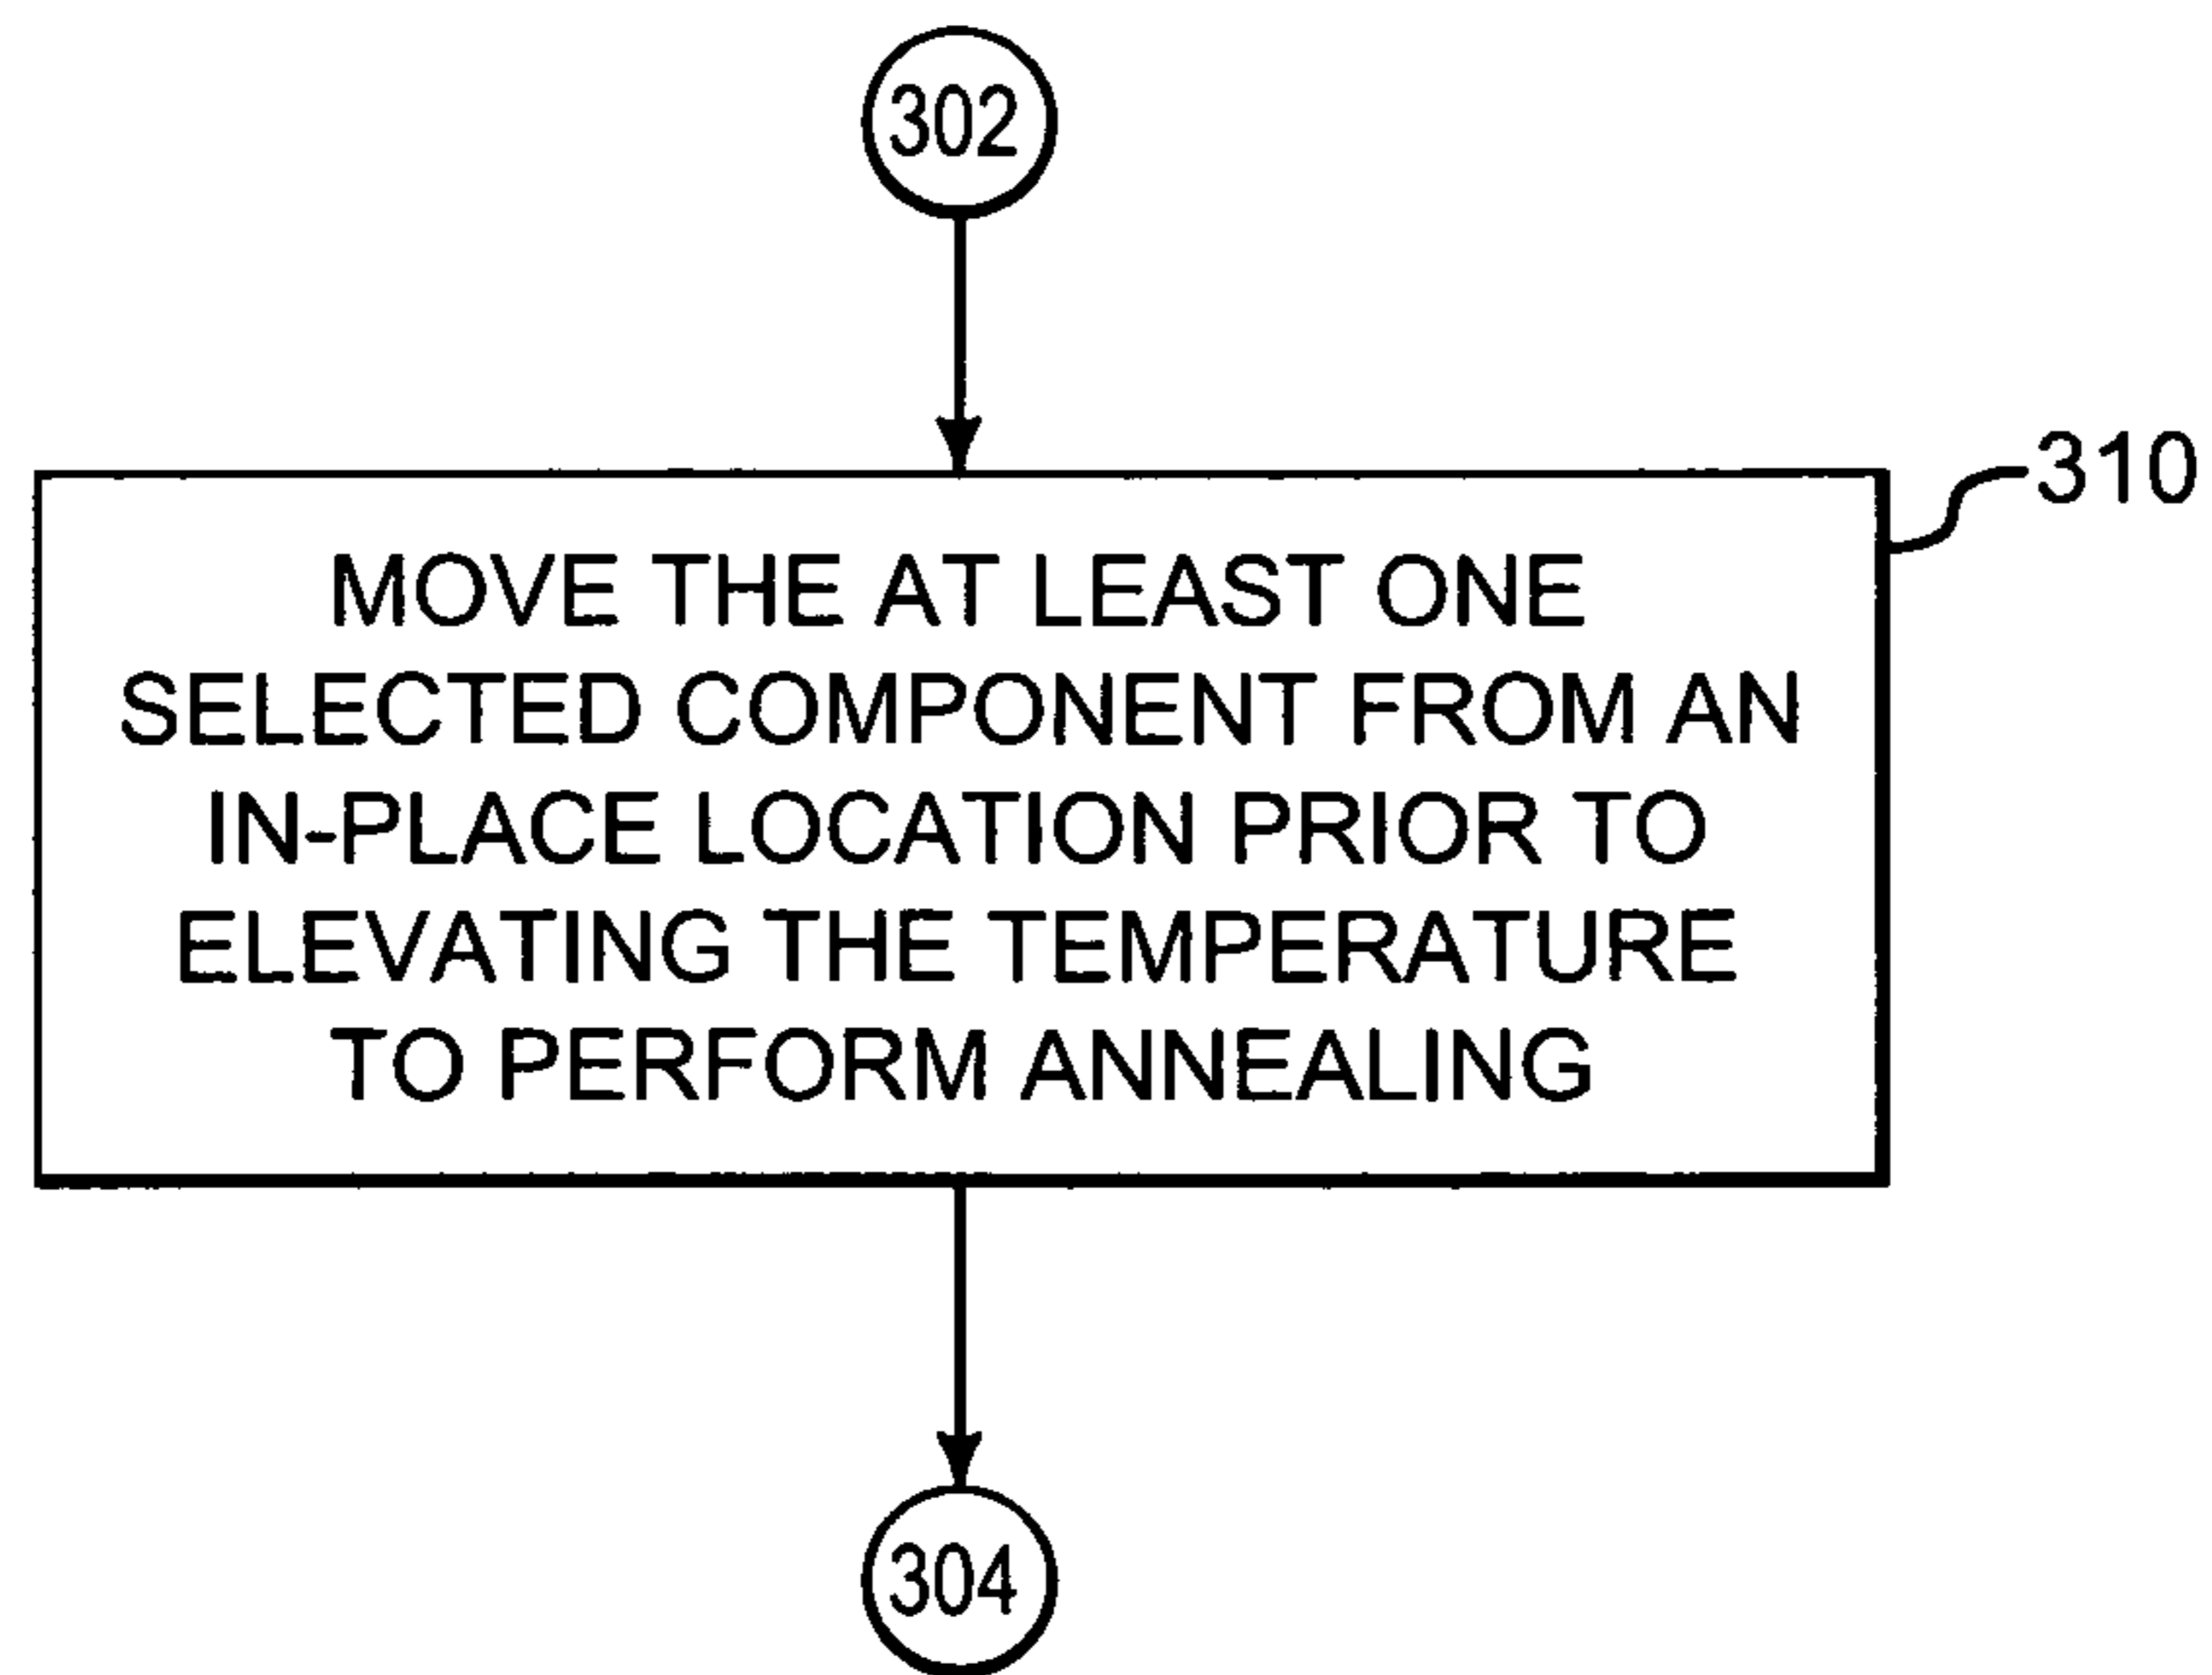 302
310
MOVE THE AT LEAST ONE
SELECTED COMPONENT FROM AN
IN-PLACE LOCATION PRIOR TO
ELEVATING THE TEMPERATURE
TO PERFORM ANNEALING
304